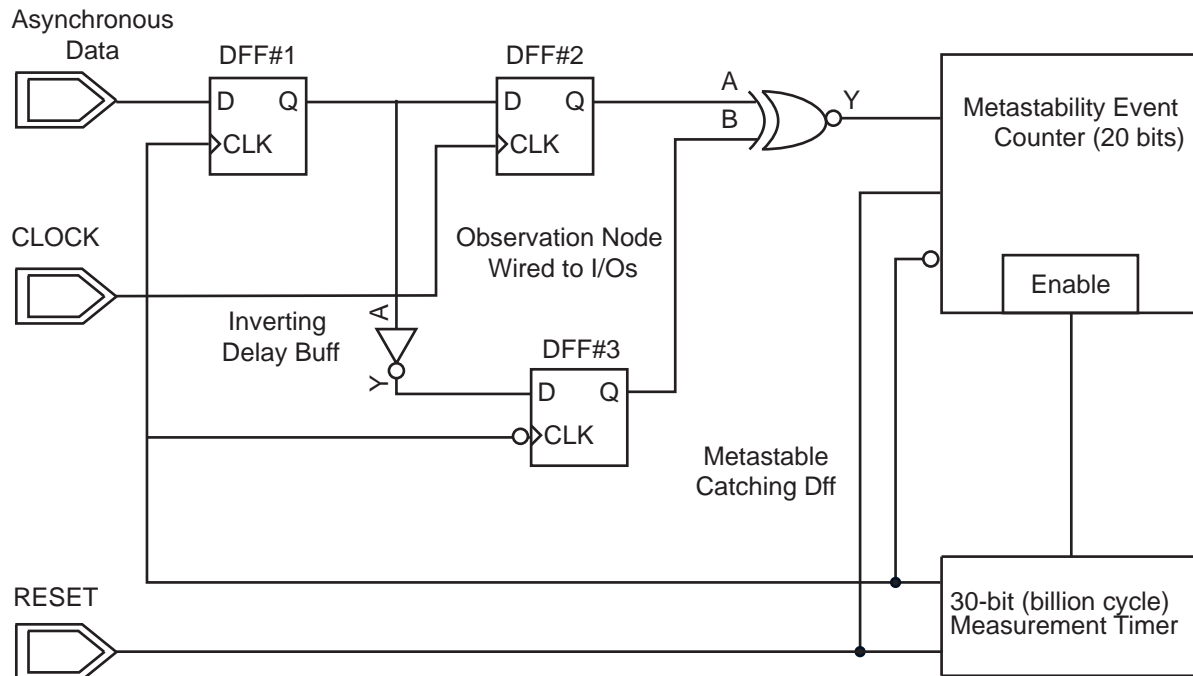 Asynchronous
Data
DFF#1
DFF#2
D
Q
CLK
D
Q
CLK
A
B
Y
Metastability Event
Counter (20 bits)
CLOCK
Observation Node
Wired to I/Os
Enable
A
Inverting
Delay Buff
Y
DFF#3
D
Q
CLK
Metastable
Catching Dff
RESET
30-bit (billion cycle)
Measurement Timer